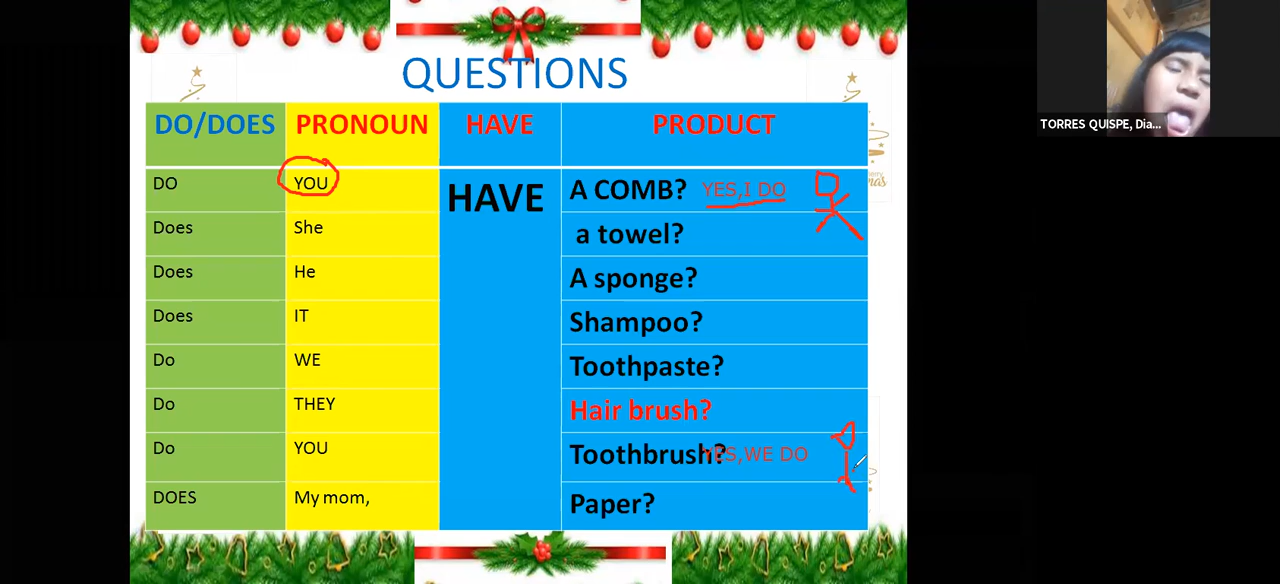 QUESTIONS
DO/DOES PRONOUN HAVE PRODUCT
DO YOU HAVE A COMB? YES,I DO
Does She a towel?
Does He A sponge?
Does IT Shampoo?
Do WE Toothpaste?
Do THEY Hair brush?
Do YOU Toothbrush? YES,WE DO
DOES My mom, Paper?
TORRES QUISPE, Dia...